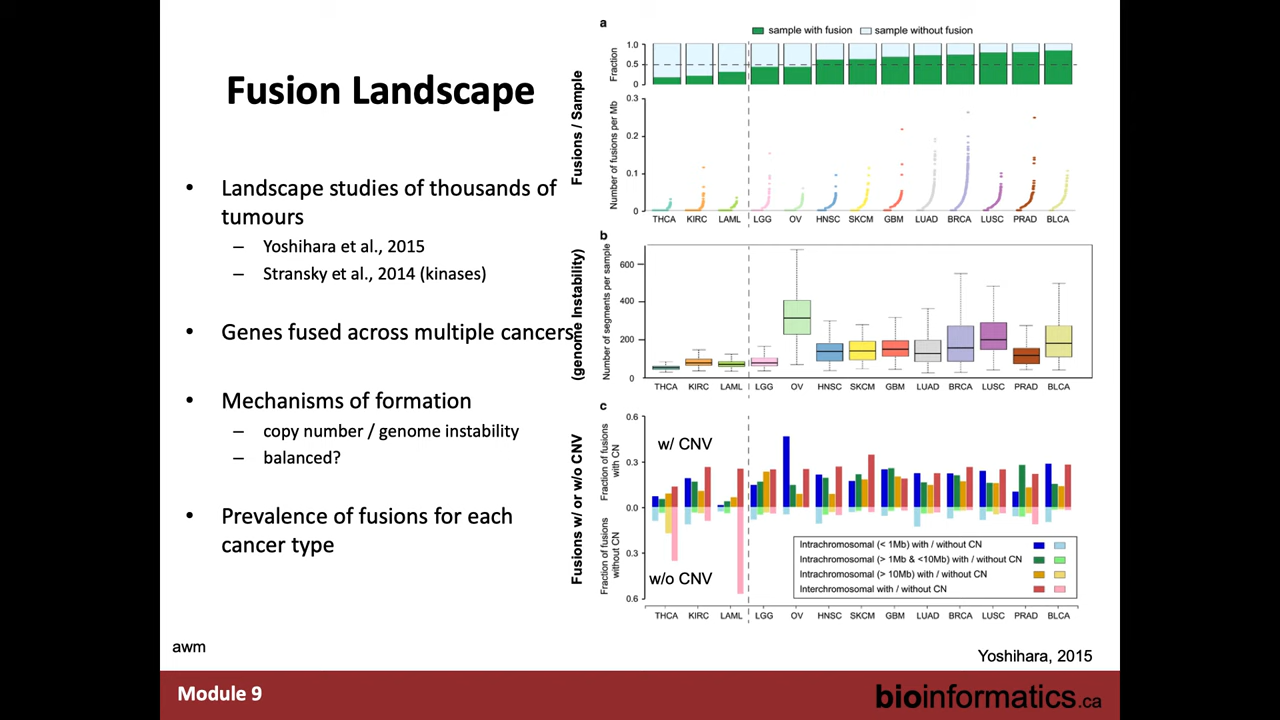 Fusion Landscape
• Landscape studies of thousands of
tumours
– Yoshihara et al., 2015
– Stransky et al., 2014 (kinases)
• Genes fused across multiple cancers
• Mechanisms of formation
– copy number / genome instability
– balanced?
• Prevalence of fusions for each
cancer type
awm
Fusions / Sample
a
sample with fusion
sample without fusion
Fraction
1.0
0.5
0
Number of fusions per Mb
0.3
0.2
0.1
0
THCA KIRC LAML LGG OV HNSC SKCM GBM LUAD BRCA LUSC PRAD BLCA
(genome Instability)
b
Number of segments per sample
600
400
200
0
THCA KIRC LAML LGG OV HNSC SKCM GBM LUAD BRCA LUSC PRAD BLCA
Fusions w/ or w/o CNV
c
Fraction of fusions
with CN
Fraction of fusions
without CN
0.6
0.3
0.0
0.3
0.6
w/ CNV
w/o CNV
Intrachromosomal (< 1Mb) with / without CN
Intrachromosomal (> 1Mb & <10Mb) with / without CN
Intrachromosomal (> 10Mb) with / without CN
Interchromosomal with / without CN
THCA KIRC LAML LGG OV HNSC SKCM GBM LUAD BRCA LUSC PRAD BLCA
Yoshihara, 2015
Module 9
bioinformatics.ca